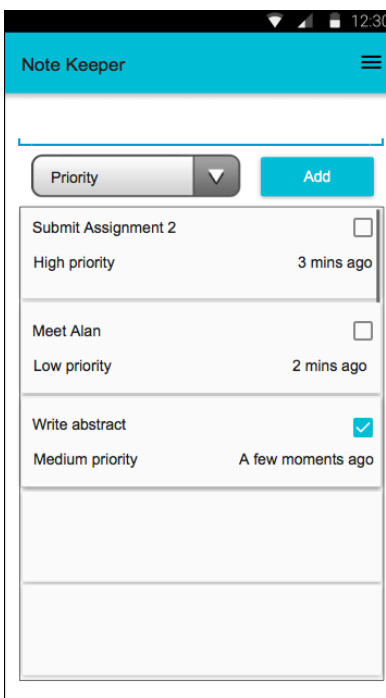 12:30
Note Keeper
Priority
Add
Submit Assignment 2
High priority
3 mins ago
Meet Alan
Low priority
2 mins ago
Write abstract
Medium priority
A few moments ago